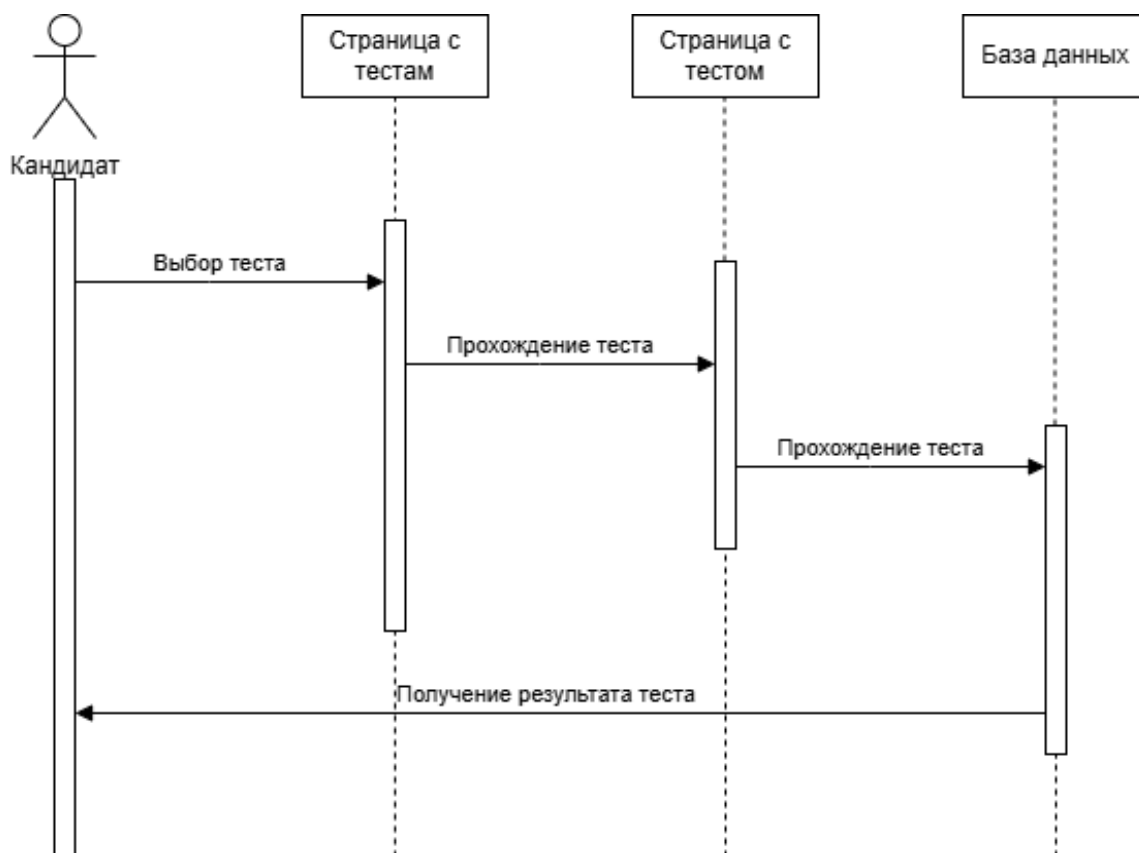 Страница с
тестам
Страница с
тестом
База данных
Кандидат
Выбор теста
Прохождение теста
Прохождение теста
Получение результата теста